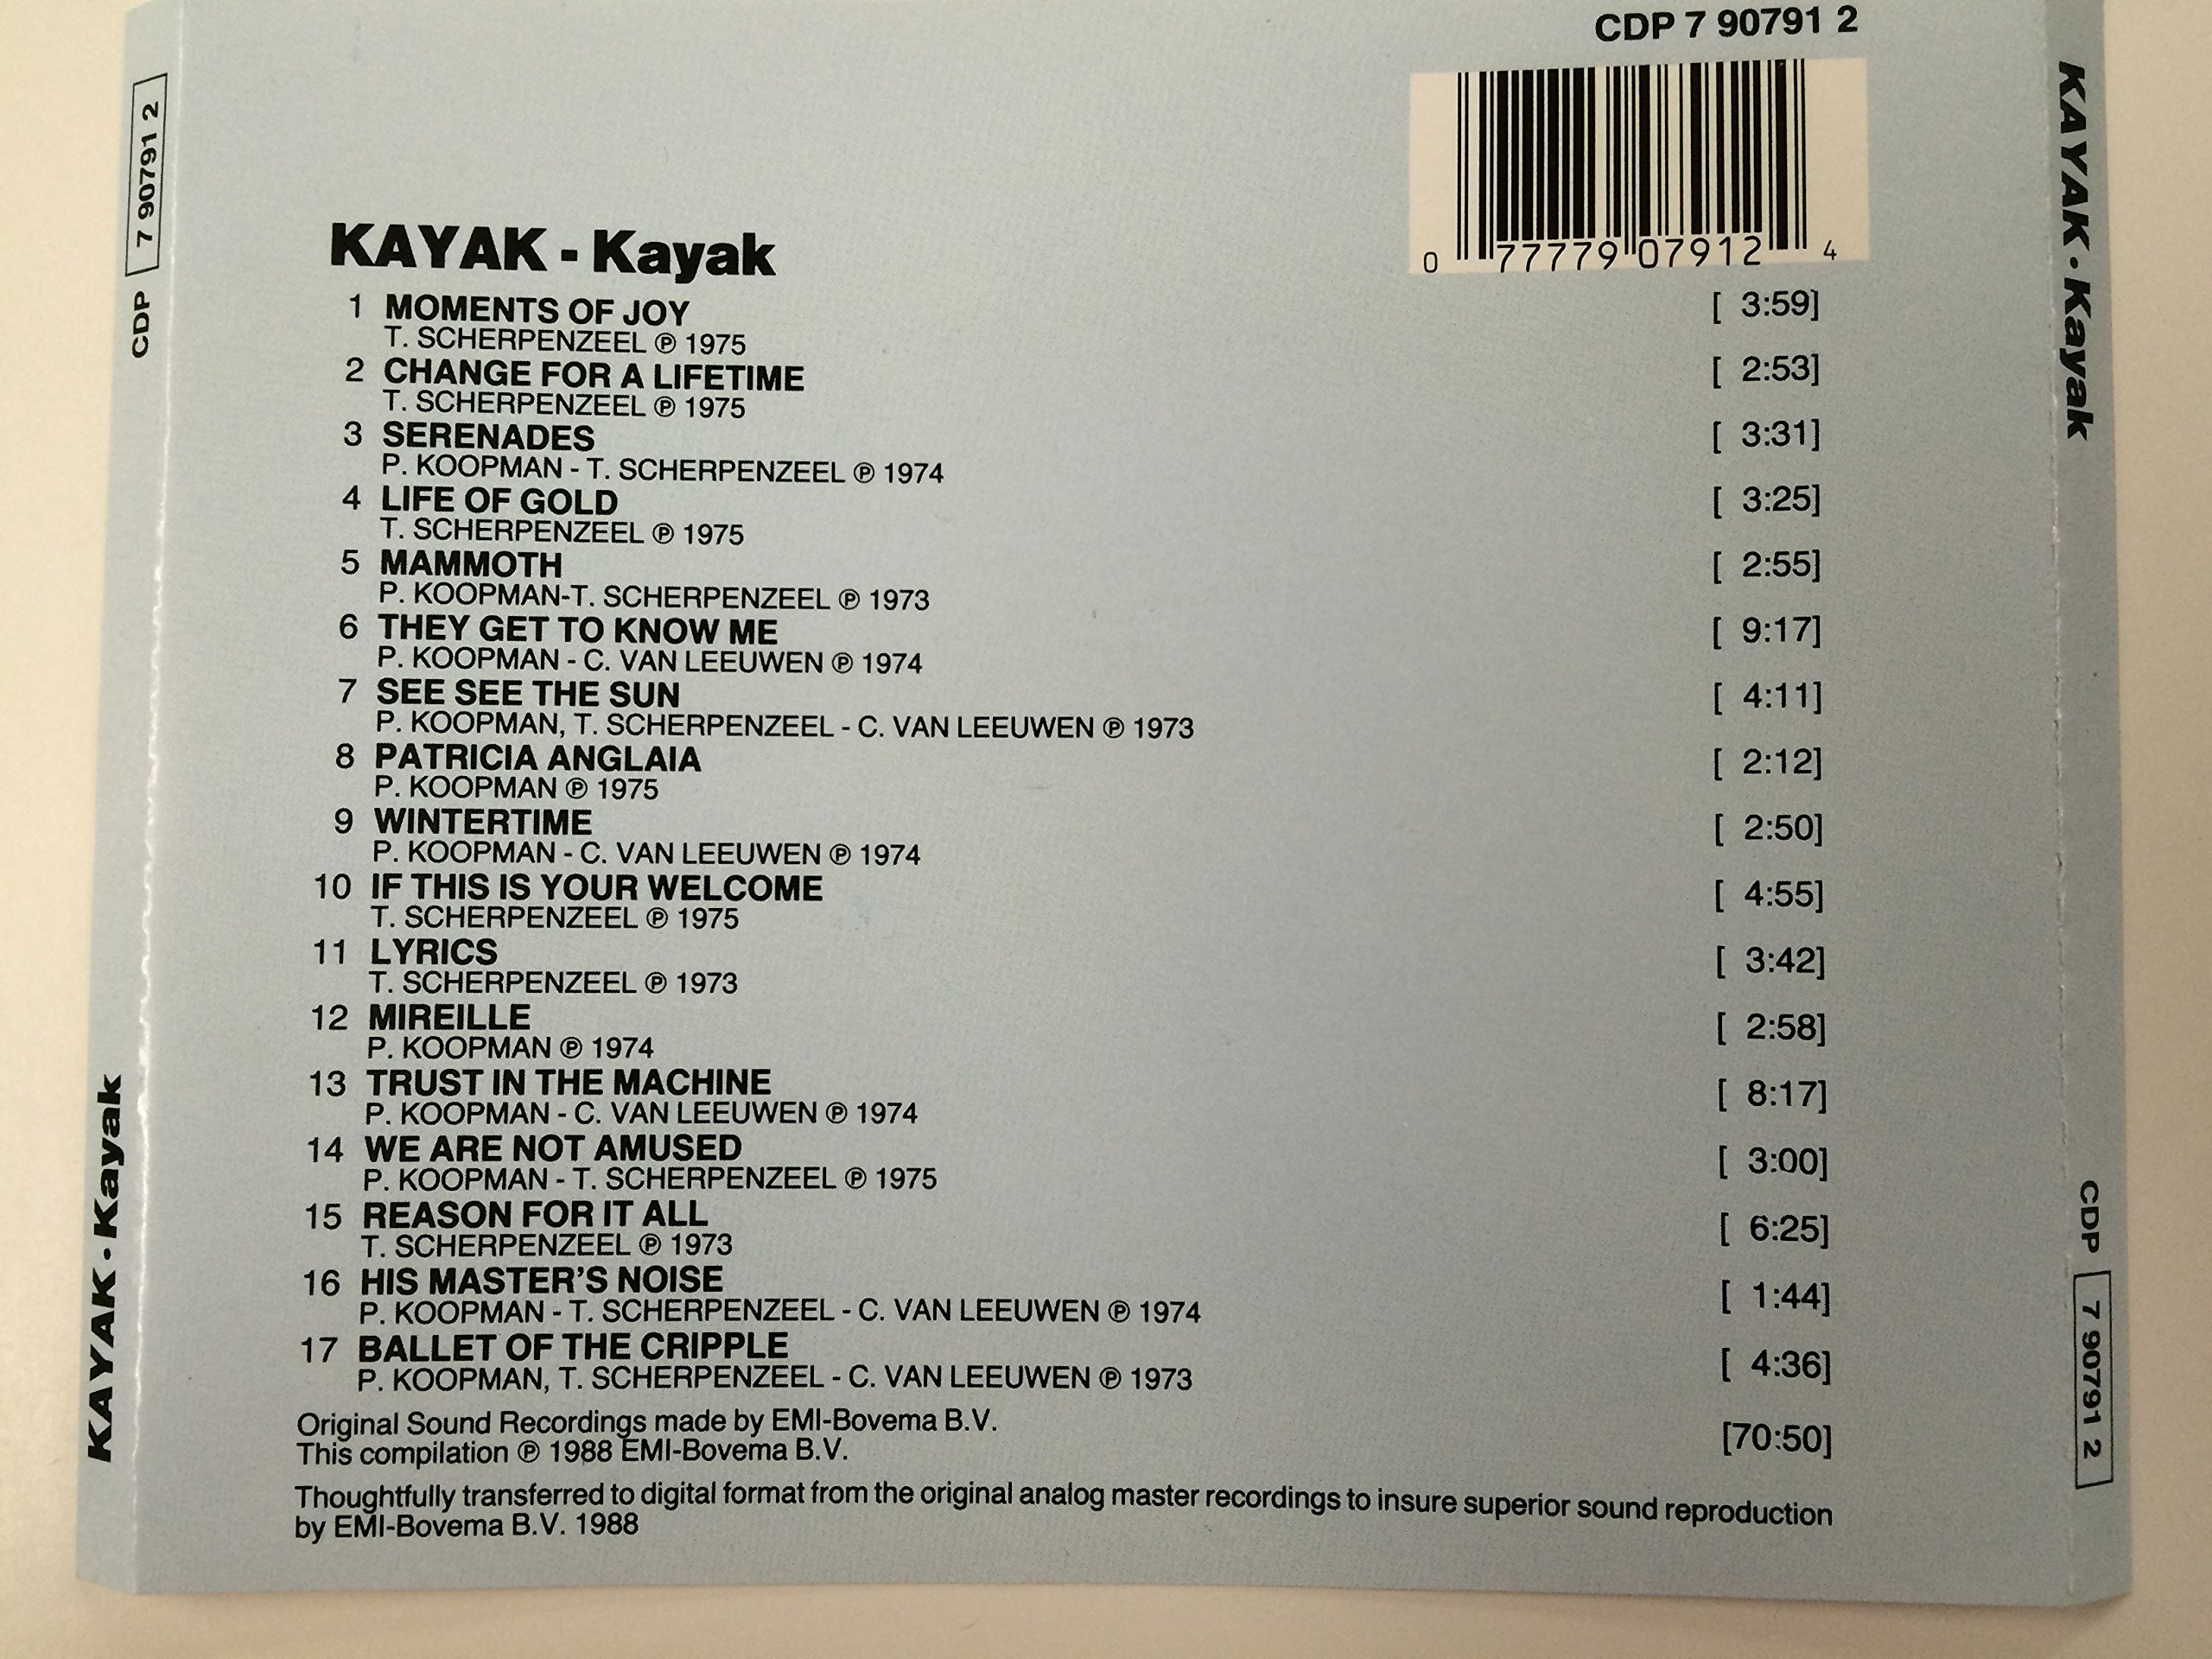 CDP 7 90791 2
0 77779 07912 4
KAYAK - Kayak
1 MOMENTS OF JOY [ 3:59]
T. SCHERPENZEEL ℗ 1975
2 CHANGE FOR A LIFETIME [ 2:53]
T. SCHERPENZEEL ℗ 1975
3 SERENADES [ 3:31]
P. KOOPMAN - T. SCHERPENZEEL ℗ 1974
4 LIFE OF GOLD [ 3:25]
T. SCHERPENZEEL ℗ 1975
5 MAMMOTH [ 2:55]
P. KOOPMAN-T. SCHERPENZEEL ℗ 1973
6 THEY GET TO KNOW ME [ 9:17]
P. KOOPMAN - C. VAN LEEUWEN ℗ 1974
7 SEE SEE THE SUN [ 4:11]
P. KOOPMAN, T. SCHERPENZEEL - C. VAN LEEUWEN ℗ 1973
8 PATRICIA ANGLAIA [ 2:12]
P. KOOPMAN ℗ 1975
9 WINTERTIME [ 2:50]
P. KOOPMAN - C. VAN LEEUWEN ℗ 1974
10 IF THIS IS YOUR WELCOME [ 4:55]
T. SCHERPENZEEL ℗ 1975
11 LYRICS [ 3:42]
T. SCHERPENZEEL ℗ 1973
12 MIREILLE [ 2:58]
P. KOOPMAN ℗ 1974
13 TRUST IN THE MACHINE [ 8:17]
P. KOOPMAN - C. VAN LEEUWEN ℗ 1974
14 WE ARE NOT AMUSED [ 3:00]
P. KOOPMAN - T. SCHERPENZEEL ℗ 1975
15 REASON FOR IT ALL [ 6:25]
T. SCHERPENZEEL ℗ 1973
16 HIS MASTER'S NOISE [ 1:44]
P. KOOPMAN - T. SCHERPENZEEL - C. VAN LEEUWEN ℗ 1974
17 BALLET OF THE CRIPPLE [ 4:36]
P. KOOPMAN, T. SCHERPENZEEL - C. VAN LEEUWEN ℗ 1973
Original Sound Recordings made by EMI-Bovema B.V.
This compilation ℗ 1988 EMI-Bovema B.V. [70:50]
Thoughtfully transferred to digital format from the original analog master recordings to insure superior sound reproduction
by EMI-Bovema B.V. 1988
KAYAK · Kayak CDP 7 90791 2
KAYAK · Kayak CDP 7 90791 2